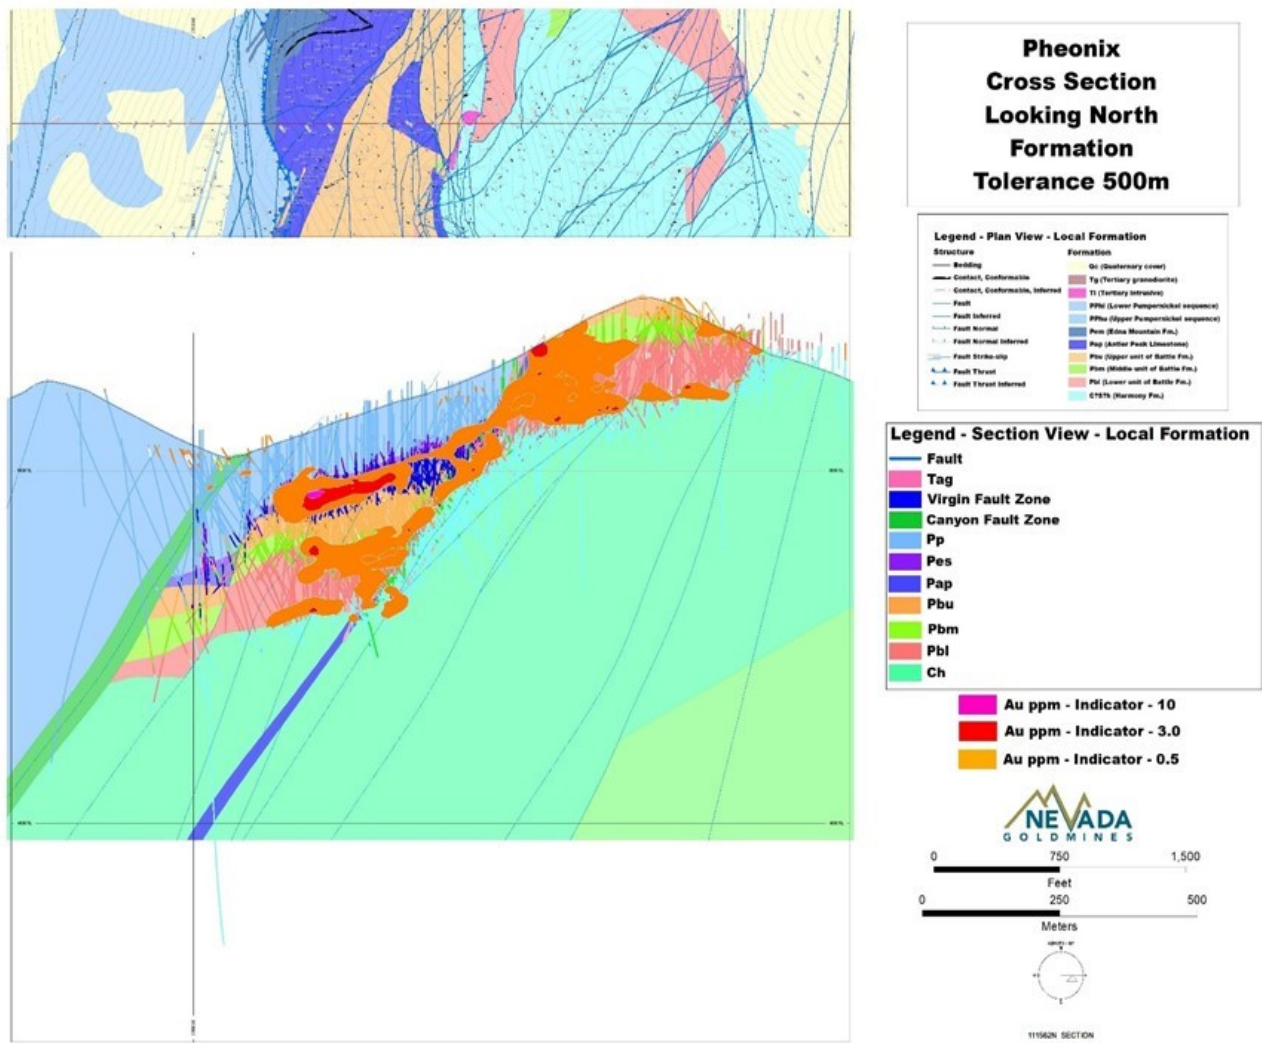 Pheonix
Cross Section
Looking North
Formation
Tolerance 500m
Legend - Plan View - Local Formation
Structure
Bedding
Contact, Conformable
Contact, Conformable, Inferred
Fault
Fault Inferred
Fault Normal
Fault Normal Inferred
Fault Strike-slip
Fault Thrust
Fault Thrust Inferred
Formation
Qc (Quaternary cover)
Tg (Tertiary granodiorite)
Ti (Tertiary Intrusive)
PPhl (Lower Pumpernickel sequence)
PPhu (Upper Pumpernickel sequence)
Pem (Edna Mountain Fm.)
Pap (Antler Peak Limestone)
Pbu (Upper unit of Battle Fm.)
Pbm (Middle unit of Battle Fm.)
Pbl (Lower unit of Battle Fm.)
C?S?h (Harmony Fm.)
Legend - Section View - Local Formation
Fault
Tag
Virgin Fault Zone
Canyon Fault Zone
Pp
Pes
Pap
Pbu
Pbm
Pbl
Ch
Au ppm - Indicator - 10
Au ppm - Indicator - 3.0
Au ppm - Indicator - 0.5
NEVADA
GOLDMINES
0 750 1,500
Feet
0 250 500
Meters
111562N SECTION